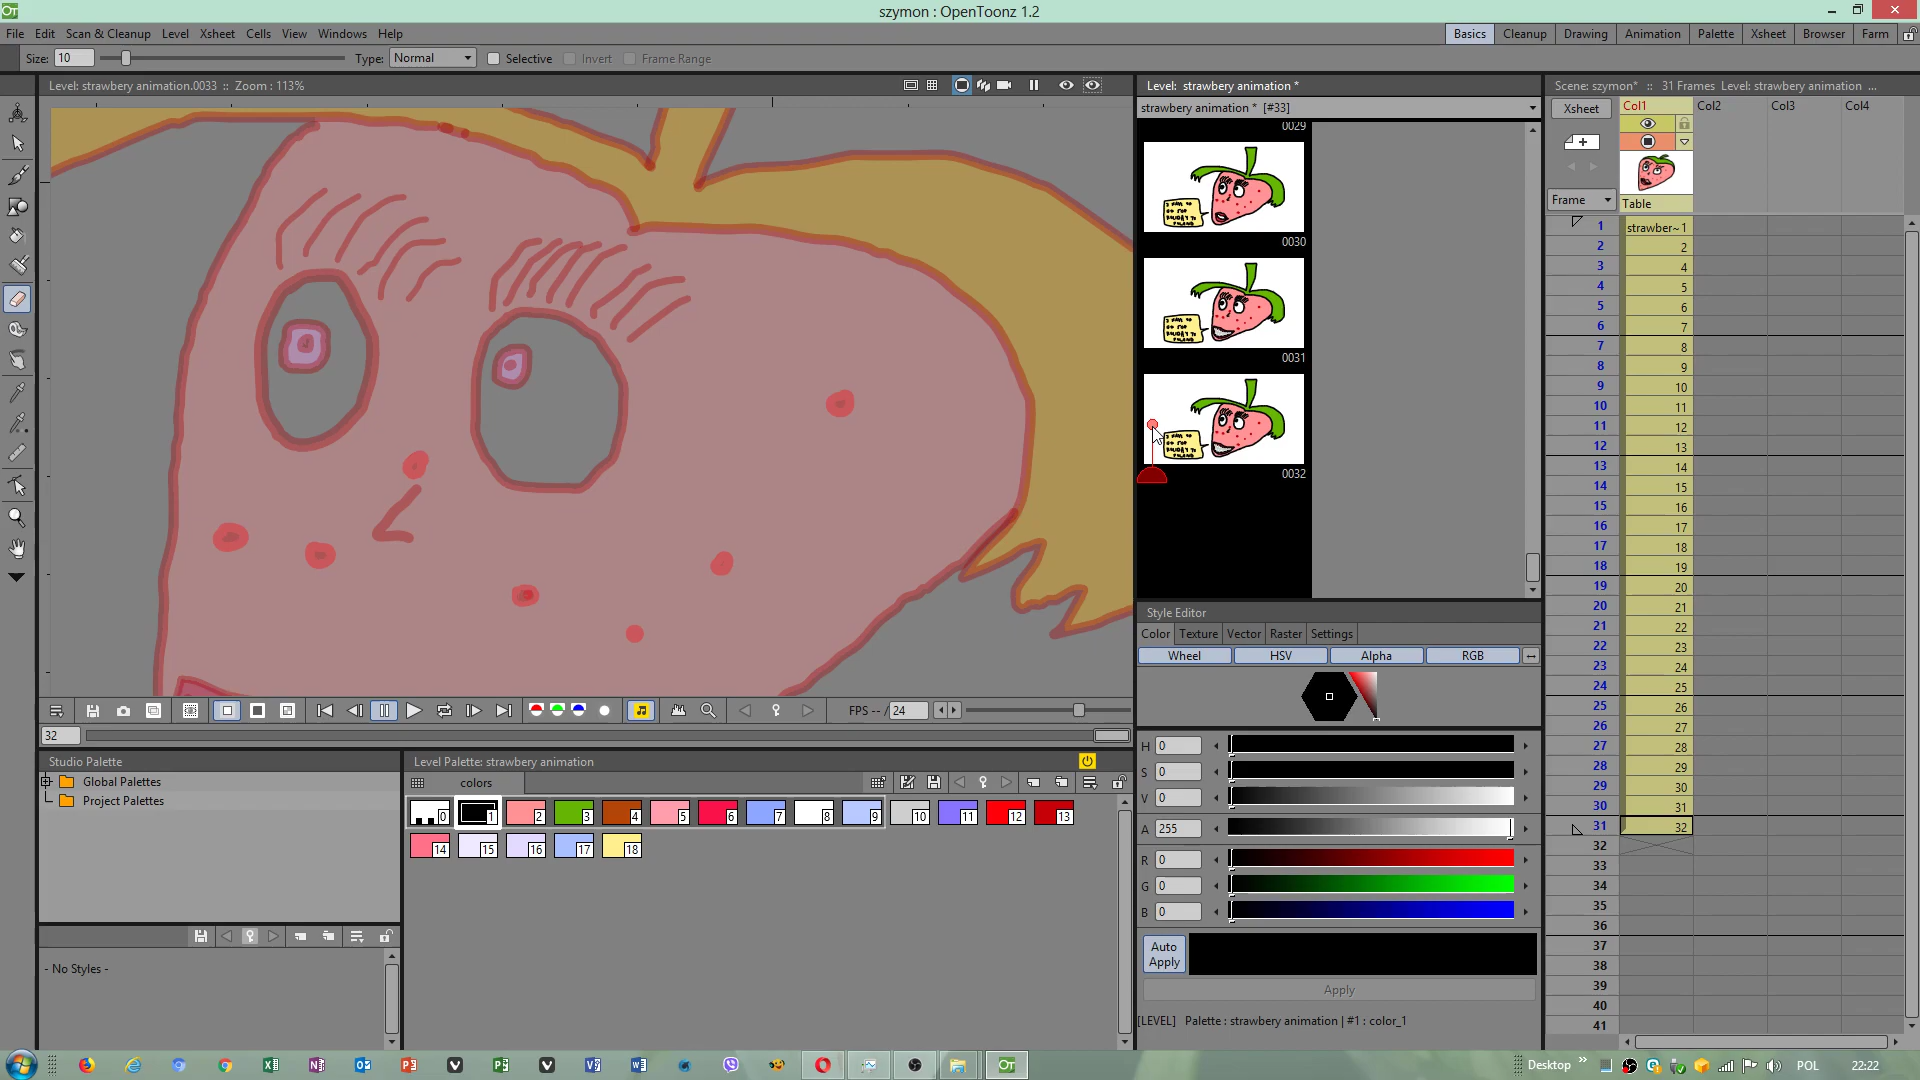 szymon : OpenToonz 1.2
File Edit Scan & Cleanup Level Xsheet Cells View Windows Help
Basics Cleanup Drawing Animation Palette Xsheet Browser Farm
Size: 10 Type: Normal Selective Invert Frame Range
Level: strawbery animation.0033 :: Zoom : 113%
Level: strawbery animation *
Scene: szymon* :: 31 Frames Level: strawbery animation ...
strawbery animation * [#33]
Xsheet Col1 Col2 Col3 Col4
0029
0030
0031
0032
Frame
Table
1 strawber~1
2 2
3 4
4 5
5 6
6 7
7 8
8 9
9 10
10 11
11 12
12 13
13 14
14 15
15 16
16 17
17 18
18 19
19 20
20 21
21 22
22 23
23 24
24 25
25 26
26 27
27 28
28 29
29 30
30 31
31 32
32
33
34
35
36
37
38
39
40
41
FPS -- / 24
32
Studio Palette
Global Palettes
Project Palettes
- No Styles -
Level Palette: strawbery animation
colors
0 1 2 3 4 5 6 7 8 9 10 11 12 13
14 15 16 17 18
Style Editor
Color Texture Vector Raster Settings
Wheel HSV Alpha RGB
H 0
S 0
V 0
A 255
R 0
G 0
B 0
Auto
Apply
Apply
[LEVEL] Palette : strawbery animation | #1 : color_1
Desktop POL 22:22